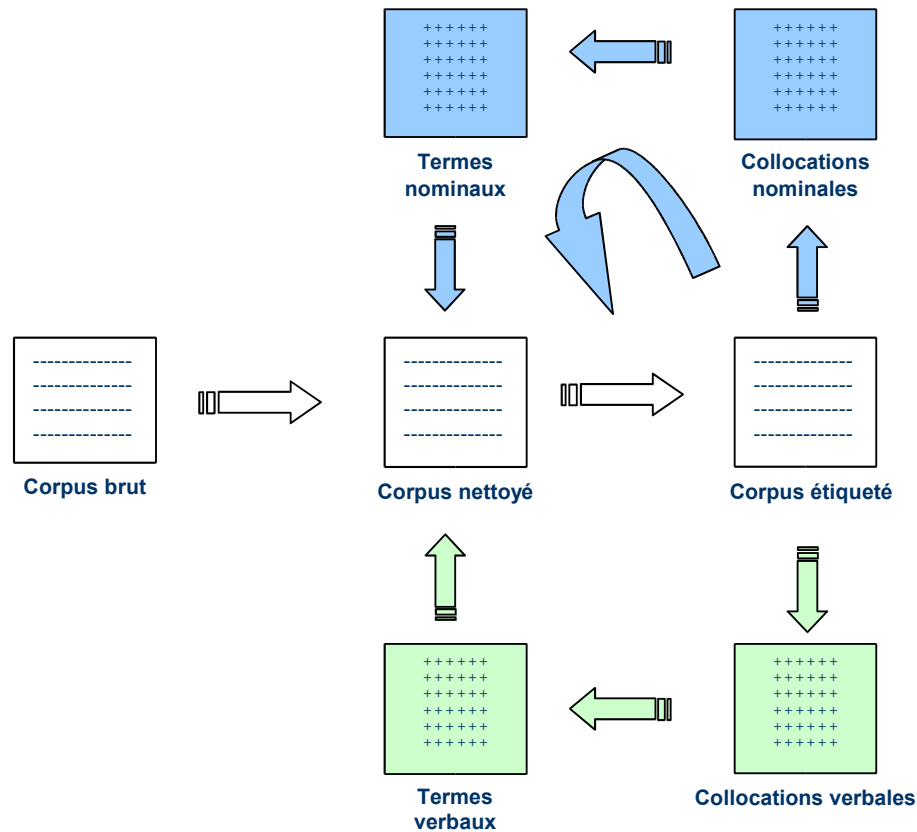 + + + + + +
+ + + + + +
+ + + + + +
+ + + + + +
+ + + + + +
+ + + + + +
Termes
nominaux
+ + + + + +
+ + + + + +
+ + + + + +
+ + + + + +
+ + + + + +
+ + + + + +
Collocations
nominales
--------------
--------------
--------------
--------------
Corpus brut
--------------
--------------
--------------
--------------
Corpus nettoyé
--------------
--------------
--------------
--------------
Corpus étiqueté
+ + + + + +
+ + + + + +
+ + + + + +
+ + + + + +
+ + + + + +
+ + + + + +
Termes
verbaux
+ + + + + +
+ + + + + +
+ + + + + +
+ + + + + +
+ + + + + +
+ + + + + +
Collocations verbales